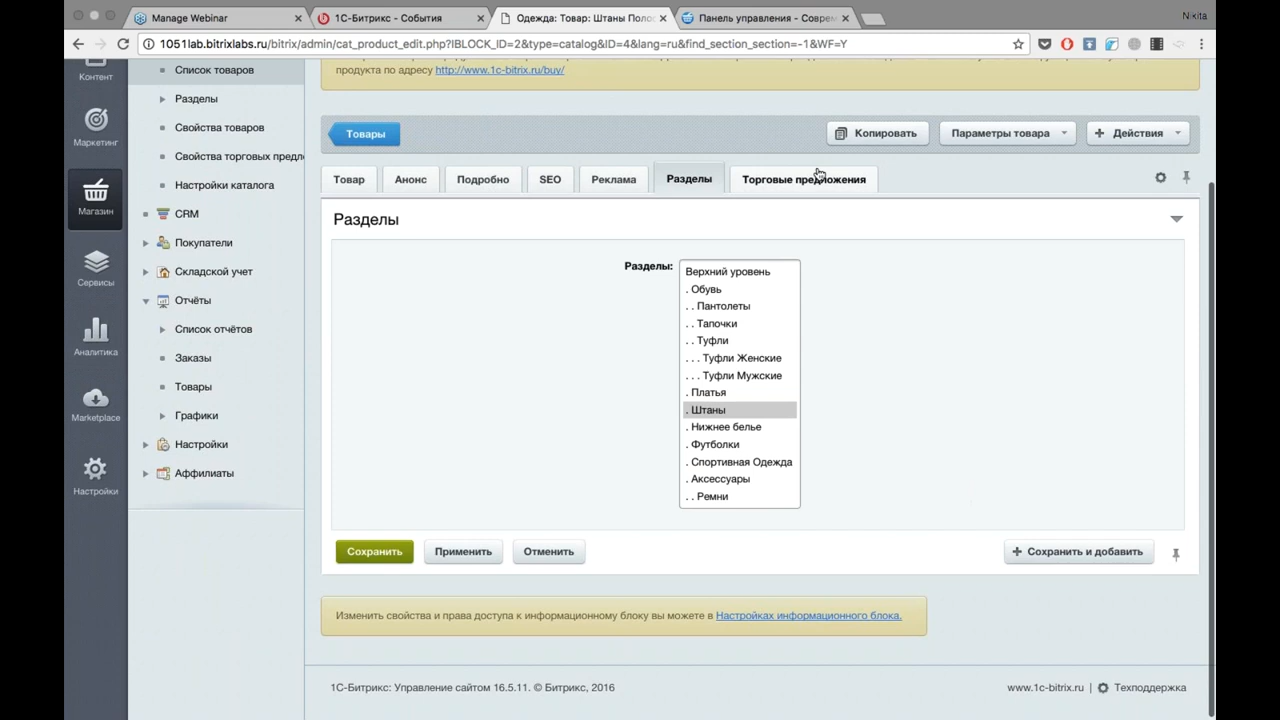 Manage Webinar
1С-Битрикс - События
Одежда: Товар: Штаны Поло
Панель управления - Соврем
Nikita
1051lab.bitrixlabs.ru/bitrix/admin/cat_product_edit.php?IBLOCK_ID=2&type=catalog&ID=4&lang=ru&find_section_section=-1&WF=Y
Контент
Маркетинг
Магазин
Сервисы
Аналитика
Marketplace
Настройки
Список товаров
Разделы
Свойства товаров
Свойства торговых предл
Настройки каталога
CRM
Покупатели
Складской учет
Отчёты
Список отчётов
Заказы
Товары
Графики
Настройки
Аффилиаты
продукта по адресу http://www.1c-bitrix.ru/buy/
Товары
Копировать
Параметры товара
Действия
Товар
Анонс
Подробно
SEO
Реклама
Разделы
Торговые предложения
Разделы
Разделы:
Верхний уровень
. Обувь
. . Пантолеты
. . Тапочки
. . Туфли
. . . Туфли Женские
. . . Туфли Мужские
. Платья
. Штаны
. Нижнее белье
. Футболки
. Спортивная Одежда
. Аксессуары
. . Ремни
Сохранить
Применить
Отменить
Сохранить и добавить
Изменить свойства и права доступа к информационному блоку вы можете в Настройках информационного блока.
1С-Битрикс: Управление сайтом 16.5.11. © Битрикс, 2016
www.1c-bitrix.ru | Техподдержка